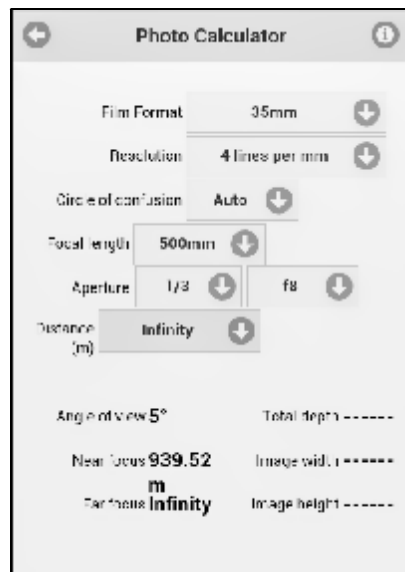 Photo Calculator
Film Format 35mm
Resolution 4 lines per mm
Circle of confusion Auto
Focal length 500mm
Aperture 1/3 f8
Distance (m) Infinity
Angle of view 5° Total depth ------
Near focus 939.52 m Image width ------
Far focus Infinity Image height ------